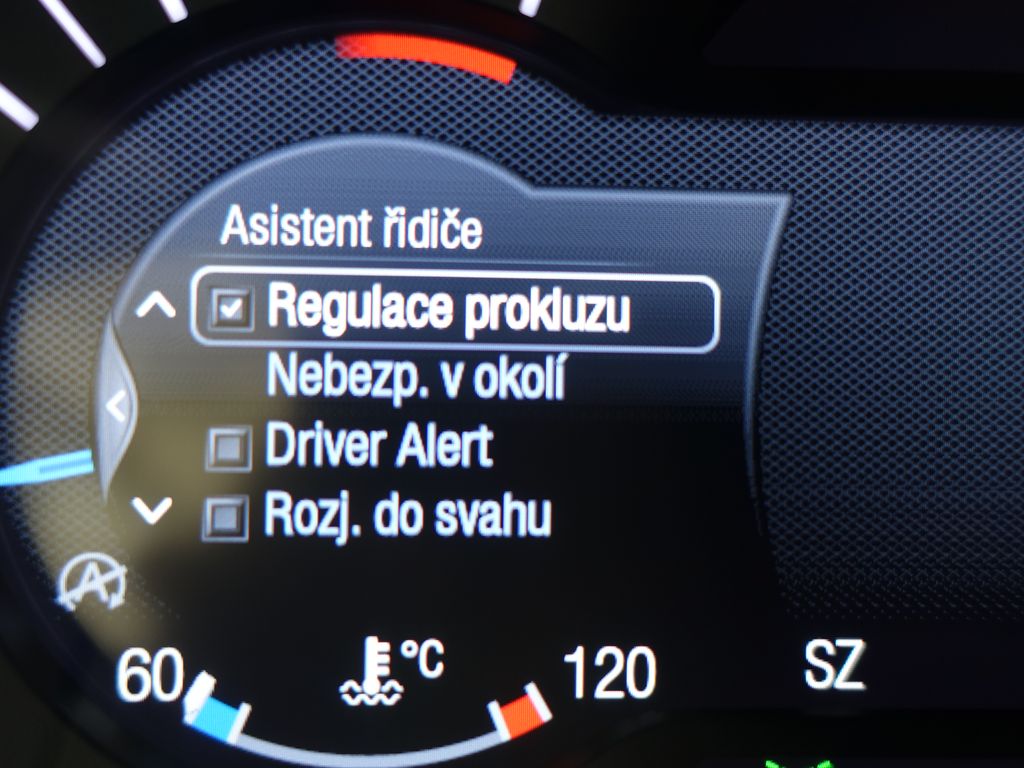 Asistent řidiče
Regulace prokluzu
Nebezp. v okolí
Driver Alert
Rozj. do svahu
A
60 °C 120 SZ